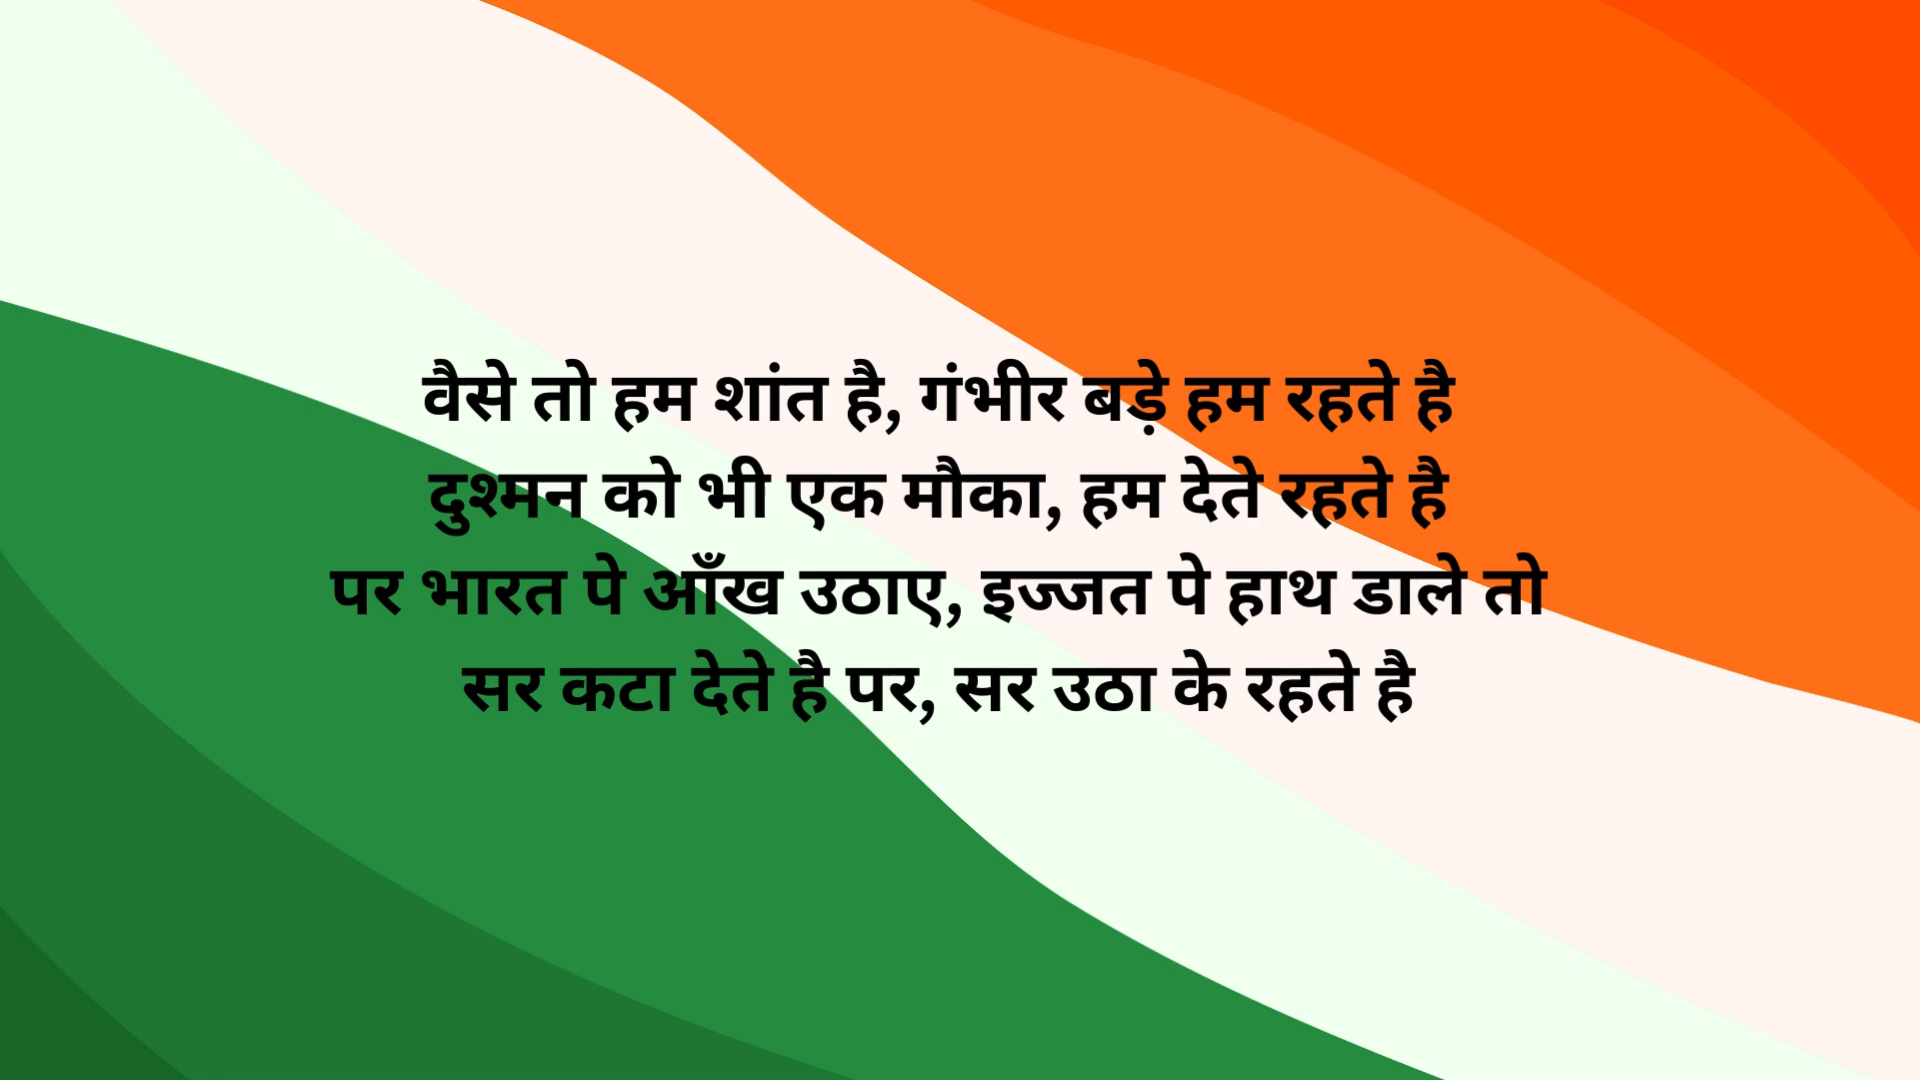 वैसे तो हम शांत है, गंभीर बड़े हम रहते है
दुश्मन को भी एक मौका, हम देते रहते है
पर भारत पे आँख उठाए, इज्जत पे हाथ डाले तो
सर कटा देते है पर, सर उठा के रहते है